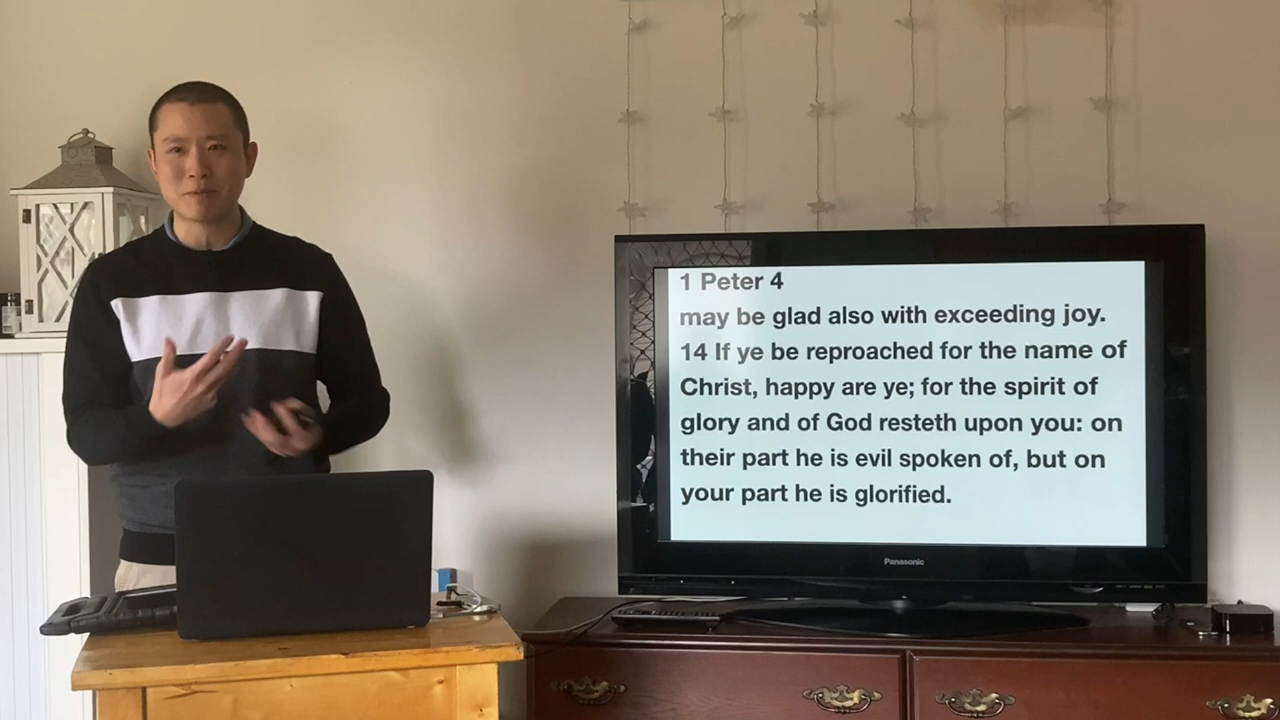 1 Peter 4
may be glad also with exceeding joy.
14 If ye be reproached for the name of
Christ, happy are ye; for the spirit of
glory and of God resteth upon you: on
their part he is evil spoken of, but on
your part he is glorified.
Panasonic